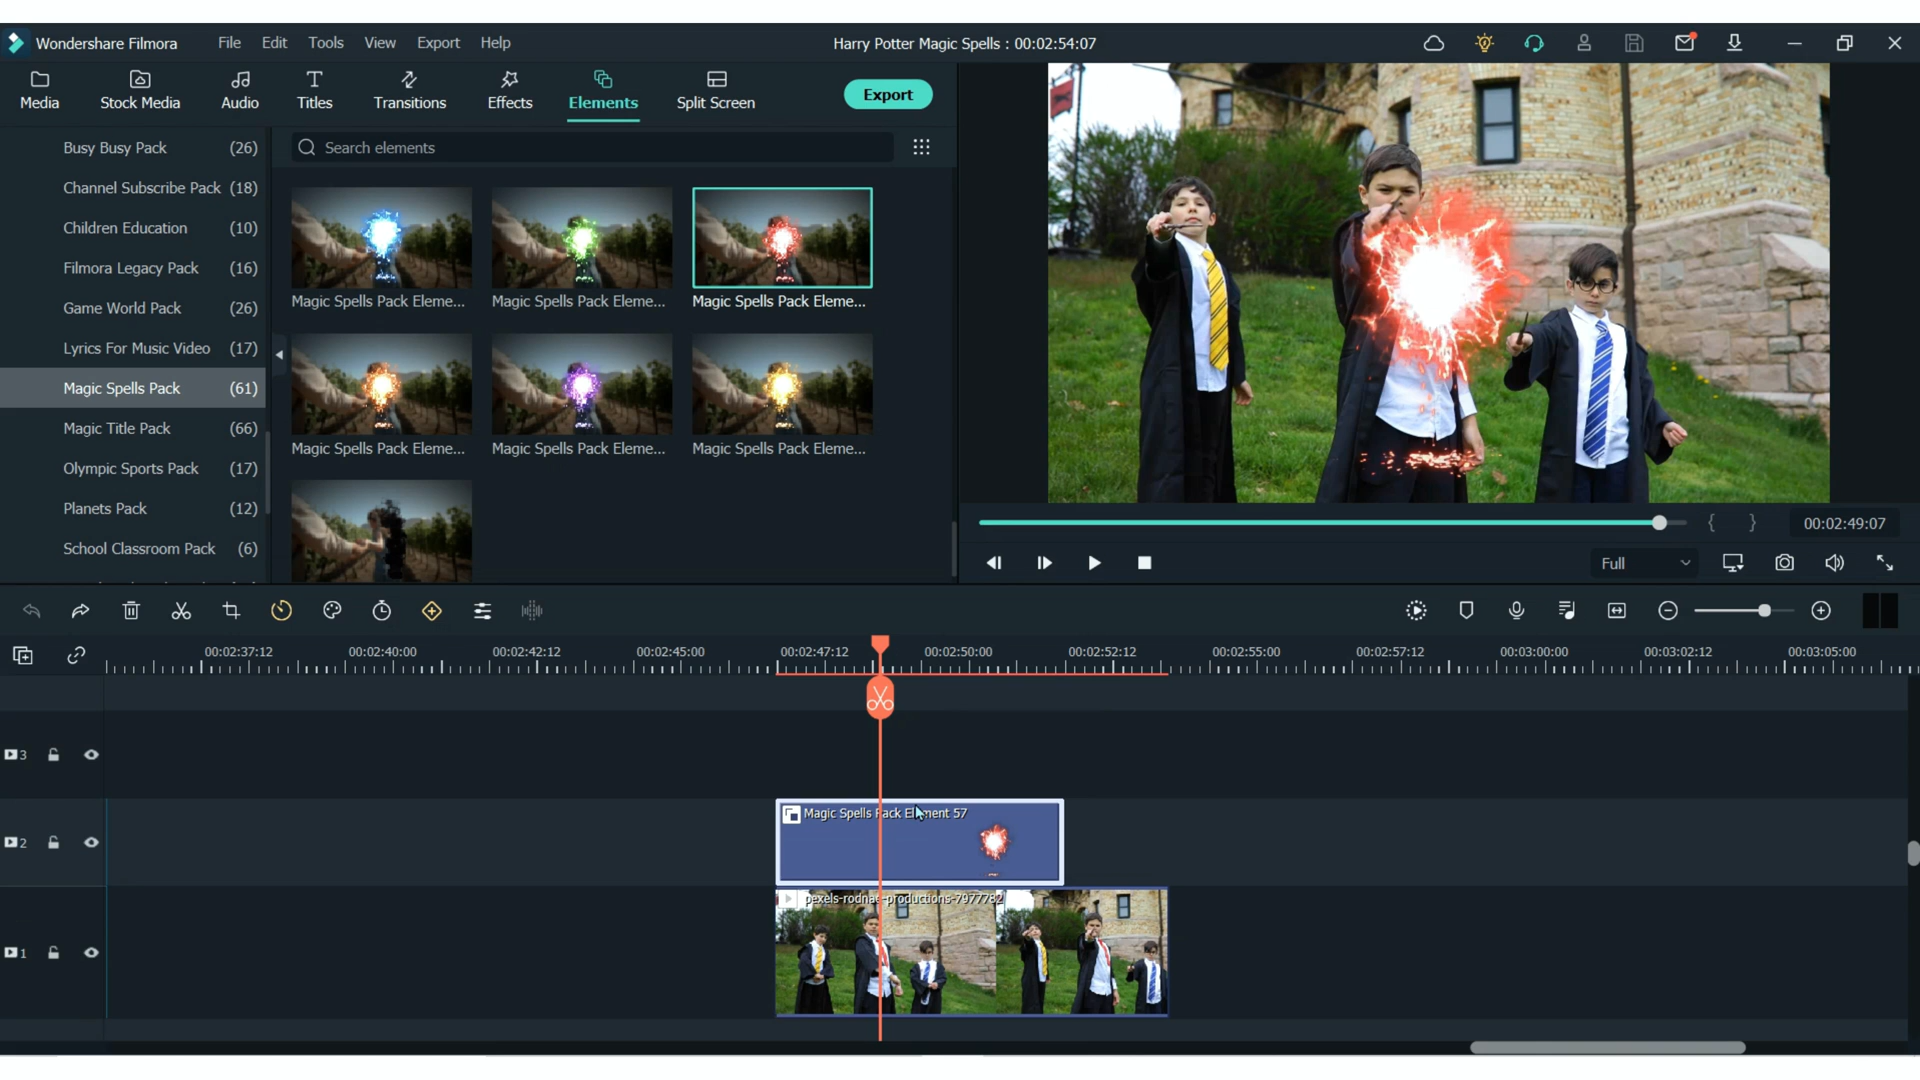 Wondershare Filmora
File Edit Tools View Export Help
Harry Potter Magic Spells : 00:02:54:07
Media Stock Media Audio Titles Transitions Effects Elements Split Screen
Export
Busy Busy Pack (26)
Channel Subscribe Pack (18)
Children Education (10)
Filmora Legacy Pack (16)
Game World Pack (26)
Lyrics For Music Video (17)
Magic Spells Pack (61)
Magic Title Pack (66)
Olympic Sports Pack (17)
Planets Pack (12)
School Classroom Pack (6)
Search elements
Magic Spells Pack Eleme... Magic Spells Pack Eleme... Magic Spells Pack Eleme...
Magic Spells Pack Eleme... Magic Spells Pack Eleme... Magic Spells Pack Eleme...
{ } 00:02:49:07
Full
00:02:37:12 00:02:40:00 00:02:42:12 00:02:45:00 00:02:47:12 00:02:50:00 00:02:52:12 00:02:55:00 00:02:57:12 00:03:00:00 00:03:02:12 00:03:05:00
3
Magic Spells Pack Element 57
2
pexels-rodnae-productions-7977782
1